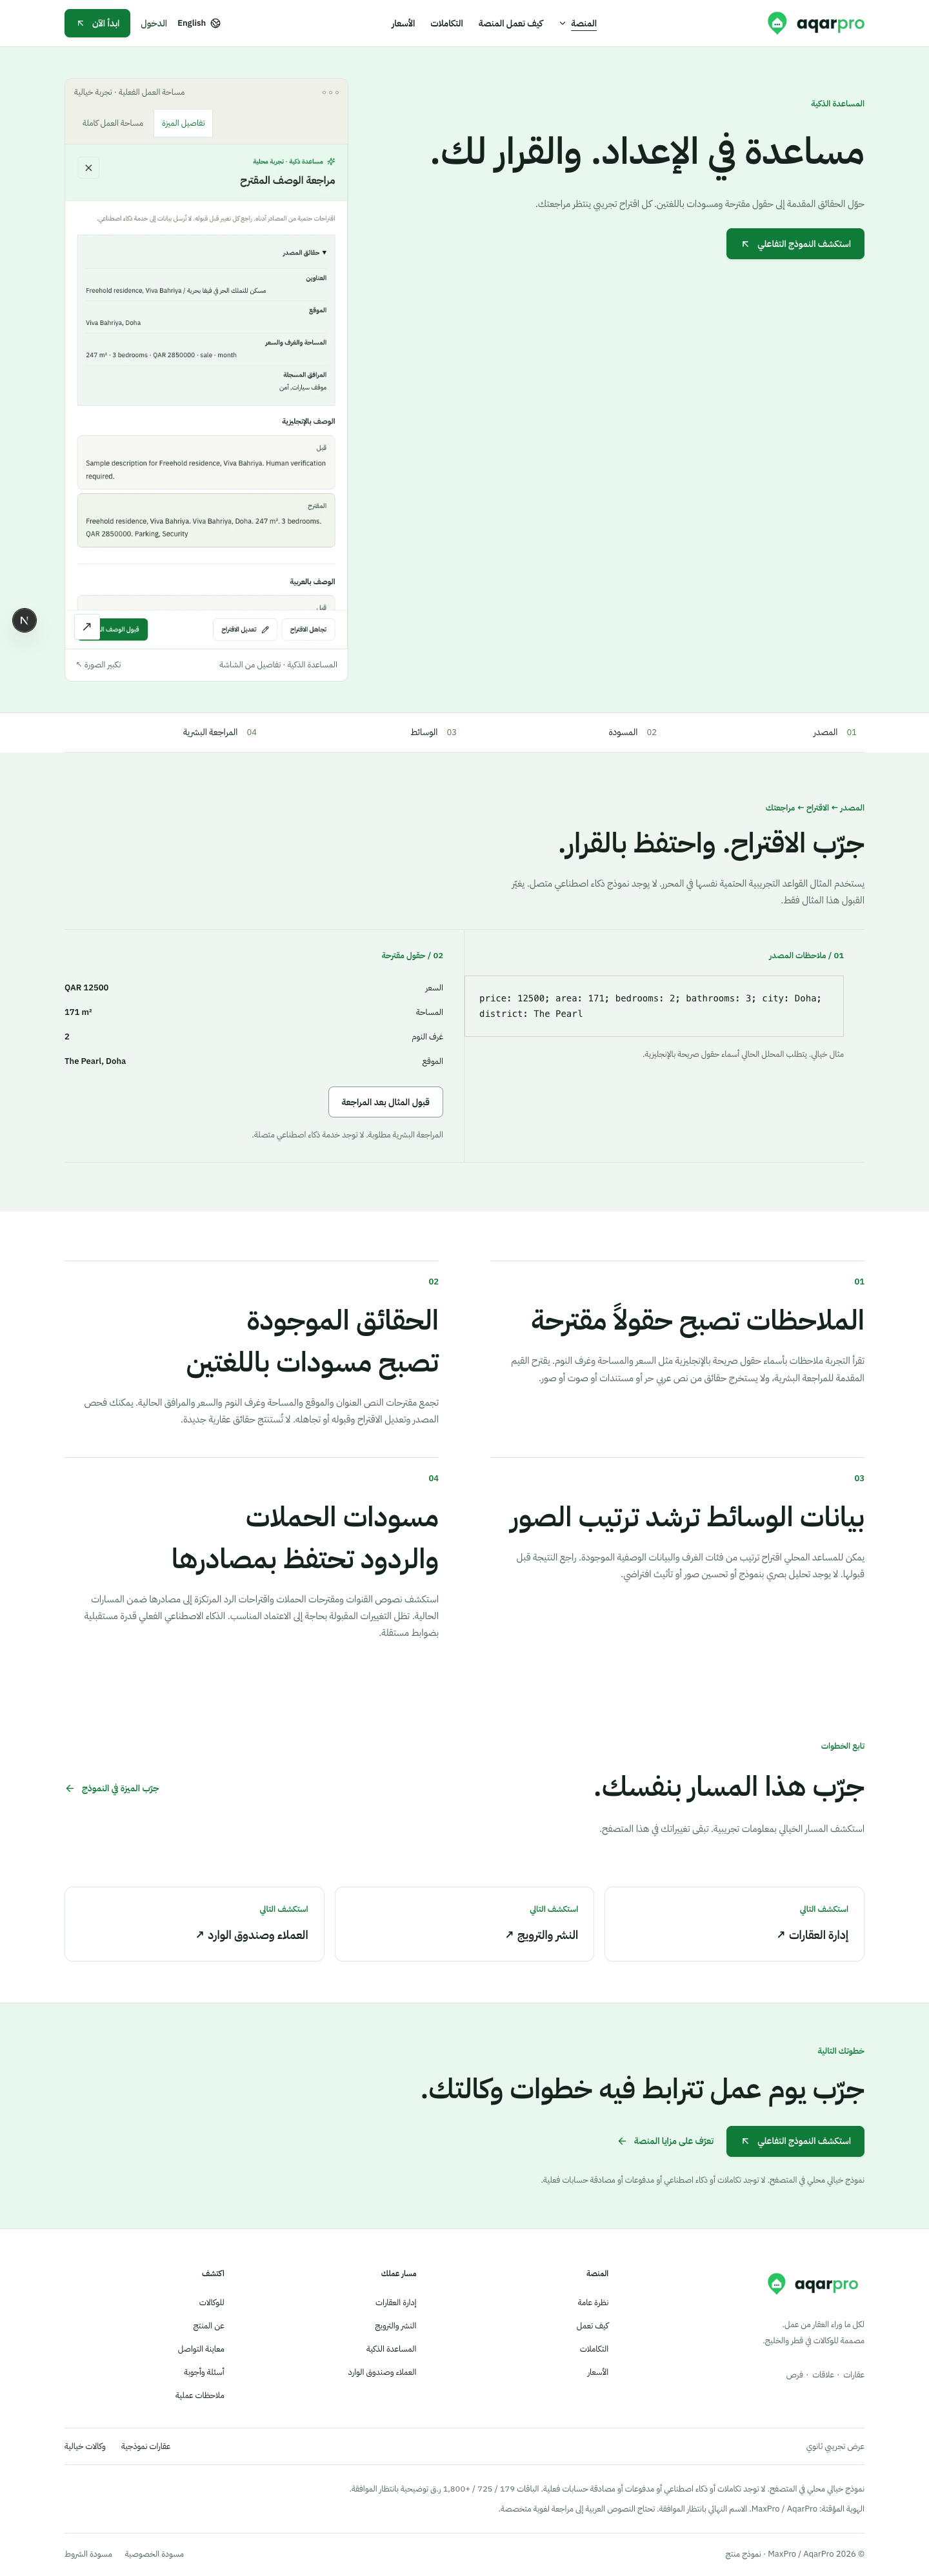 aqarpro
المنصة
كيف تعمل المنصة
التكاملات
الأسعار
English
الدخول
ابدأ الآن
المساعدة الذكية
مساعدة في الإعداد. والقرار لك.
حوّل الحقائق المقدمة إلى حقول مقترحة ومسودات باللغتين. كل اقتراح تجريبي ينتظر مراجعتك.
استكشف النموذج التفاعلي
مساحة العمل الفعلية · تجربة خيالية
تفاصيل الميزة
مساحة العمل كاملة
مساعدة ذكية · تجربة محلية
مراجعة الوصف المقترح
اقتراحات حتمية من المصادر أدناه. راجع كل تغيير قبل قبوله. لا تُرسل بيانات إلى خدمة ذكاء اصطناعي.
▼ حقائق المصدر
العناوين
مسكن للتملك الحر في فيفا بحرية / Freehold residence, Viva Bahriya
الموقع
Viva Bahriya, Doha
المساحة والغرف والسعر
247 m² · 3 bedrooms · QAR 2850000 · sale · month
المرافق المسجلة
موقف سيارات, أمن
الوصف بالإنجليزية
قبل
Sample description for Freehold residence, Viva Bahriya. Human verification
required.
المقترح
Freehold residence, Viva Bahriya. Viva Bahriya, Doha. 247 m². 3 bedrooms.
QAR 2850000. Parking, Security
الوصف بالعربية
قبل
تجاهل الاقتراح
تعديل الاقتراح
قبول الوصف
المساعدة الذكية · تفاصيل من الشاشة
تكبير الصورة ↖
01 المصدر
02 المسودة
03 الوسائط
04 المراجعة البشرية
المصدر ← الاقتراح ← مراجعتك
جرّب الاقتراح. واحتفظ بالقرار.
يستخدم المثال القواعد التجريبية الحتمية نفسها في المحرر. لا يوجد نموذج ذكاء اصطناعي متصل. يغيّر
القبول هذا المثال فقط.
01 / ملاحظات المصدر
price: 12500; area: 171; bedrooms: 2; bathrooms: 3; city: Doha;
district: The Pearl
مثال خيالي. يتطلب المحلل الحالي أسماء حقول صريحة بالإنجليزية.
02 / حقول مقترحة
السعر QAR 12500
المساحة 171 m²
غرف النوم 2
الموقع The Pearl, Doha
قبول المثال بعد المراجعة
المراجعة البشرية مطلوبة. لا توجد خدمة ذكاء اصطناعي متصلة.
01
الملاحظات تصبح حقولاً مقترحة
تقرأ التجربة ملاحظات بأسماء حقول صريحة بالإنجليزية مثل السعر والمساحة وغرف النوم. يقترح القيم
المقدمة للمراجعة البشرية، ولا يستخرج حقائق من نص عربي حر أو مستندات أو صوت أو صور.
02
الحقائق الموجودة
تصبح مسودات باللغتين
تجمع مقترحات النص العنوان والموقع والمساحة وغرف النوم والسعر والمرافق الحالية. يمكنك فحص
المصدر وتعديل الاقتراح وقبوله أو تجاهله. لا تُستنتج حقائق عقارية جديدة.
03
بيانات الوسائط ترشد ترتيب الصور
يمكن للمساعد المحلي اقتراح ترتيب من فئات الغرف والبيانات الوصفية الموجودة. راجع النتيجة قبل
قبولها. لا يوجد تحليل بصري بنموذج أو تحسين صور أو تأثيث افتراضي.
04
مسودات الحملات
والردود تحتفظ بمصادرها
استكشف نصوص القنوات ومقترحات الحملات واقتراحات الرد المرتكزة إلى مصادرها ضمن المسارات
الحالية. تظل التغييرات المقبولة بحاجة إلى الاعتماد المناسب. الذكاء الاصطناعي الفعلي قدرة مستقبلية
بضوابط مستقلة.
تابع الخطوات
جرّب هذا المسار بنفسك.
استكشف المسار الخيالي بمعلومات تجريبية. تبقى تغييراتك في هذا المتصفح.
جرّب الميزة في النموذج
استكشف التالي
إدارة العقارات ↗
استكشف التالي
النشر والترويج ↗
استكشف التالي
العملاء وصندوق الوارد ↗
خطوتك التالية
جرّب يوم عمل تترابط فيه خطوات وكالتك.
استكشف النموذج التفاعلي
تعرّف على مزايا المنصة
نموذج خيالي محلي في المتصفح. لا توجد تكاملات أو ذكاء اصطناعي أو مدفوعات أو مصادقة حسابات فعلية.
aqarpro
لكل ما وراء العقار من عمل.
مصممة للوكالات في قطر والخليج.
عقارات · علاقات · فرص
المنصة
نظرة عامة
كيف تعمل
التكاملات
الأسعار
مسار عملك
إدارة العقارات
النشر والترويج
المساعدة الذكية
العملاء وصندوق الوارد
اكتشف
للوكالات
عن المنتج
معاينة التواصل
أسئلة وأجوبة
ملاحظات عملية
عرض تجريبي ثانوي
عقارات نموذجية
وكالات خيالية
نموذج خيالي محلي في المتصفح. لا توجد تكاملات أو ذكاء اصطناعي أو مدفوعات أو مصادقة حسابات فعلية. الباقات 179 / 725 / +1,800 ر.ق توضيحية بانتظار الموافقة.
الهوية المؤقتة: MaxPro / AqarPro. الاسم النهائي بانتظار الموافقة. تحتاج النصوص العربية إلى مراجعة لغوية متخصصة.
© 2026 MaxPro / AqarPro · نموذج منتج
مسودة الخصوصية
مسودة الشروط